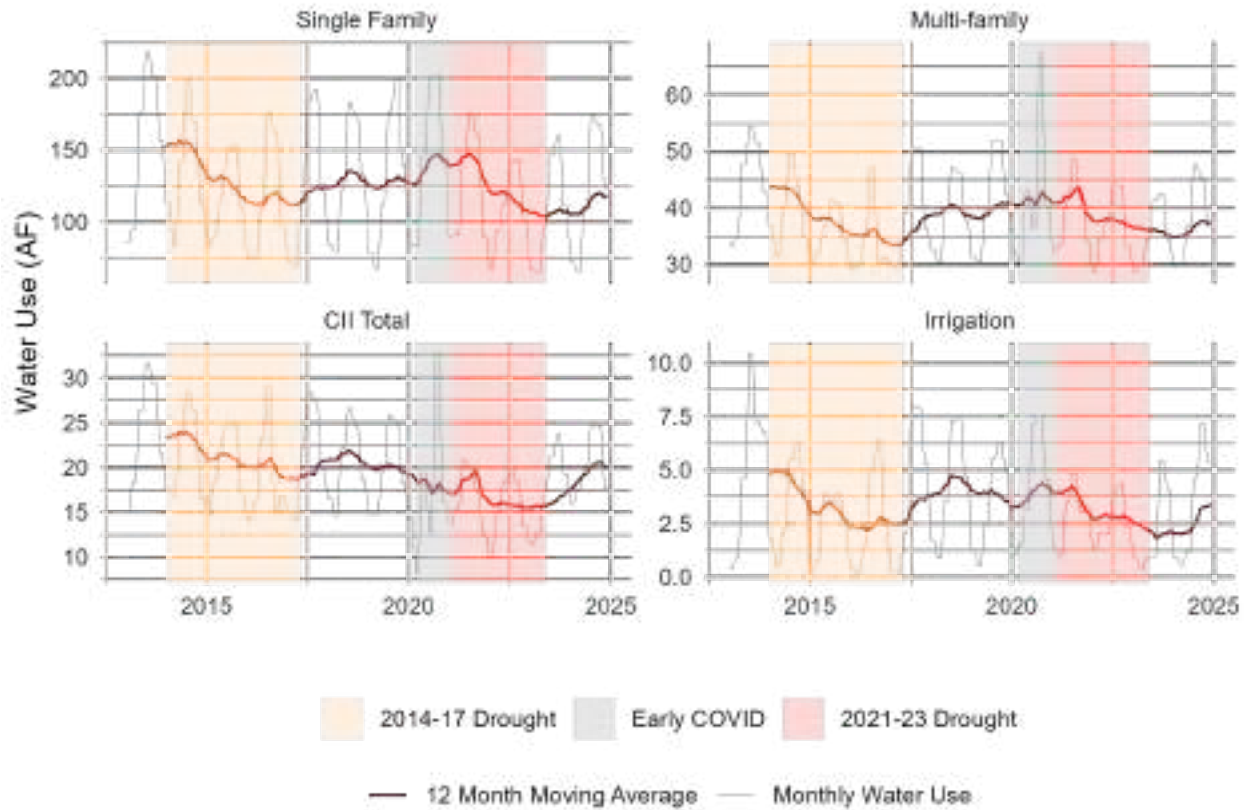 Single Family
Multi-family
200
150
100
60
50
40
30
Water Use (AF)
CII Total
Irrigation
30
25
20
15
10
10.0
7.5
5.0
2.5
0.0
2015
2020
2025
2015
2020
2025
2014-17 Drought
Early COVID
2021-23 Drought
12 Month Moving Average
Monthly Water Use